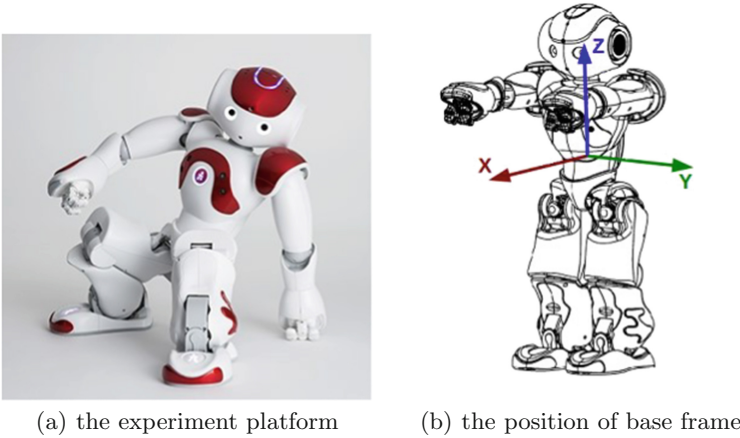 Z
X
Y
(a) the experiment platform
(b) the position of base frame